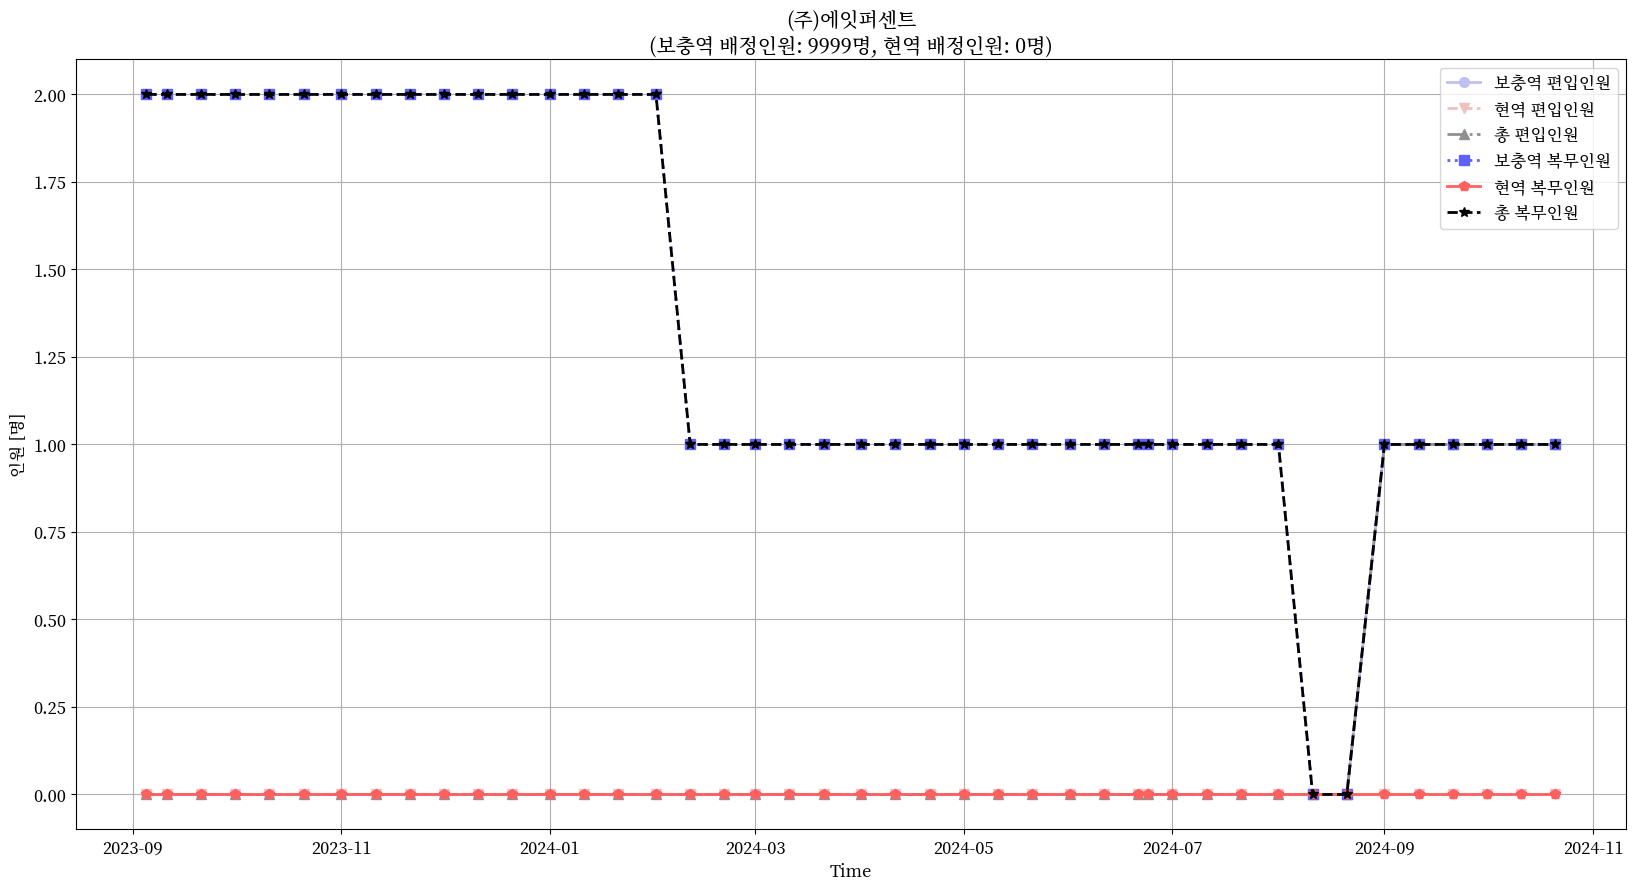 (주)에잇퍼센트
(보충역 배정인원: 9999명, 현역 배정인원: 0명)
보충역 편입인원
현역 편입인원
총 편입인원
보충역 복무인원
현역 복무인원
총 복무인원
2.00
1.75
1.50
1.25
1.00
0.75
0.50
0.25
0.00
인원 [명]
2023-09
2023-11
2024-01
2024-03
2024-05
2024-07
2024-09
2024-11
Time